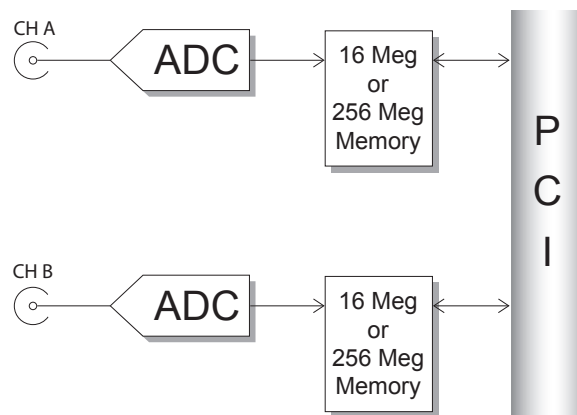 CH A
ADC
16 Meg
or
256 Meg
Memory
P
C
I
CH B
ADC
16 Meg
or
256 Meg
Memory